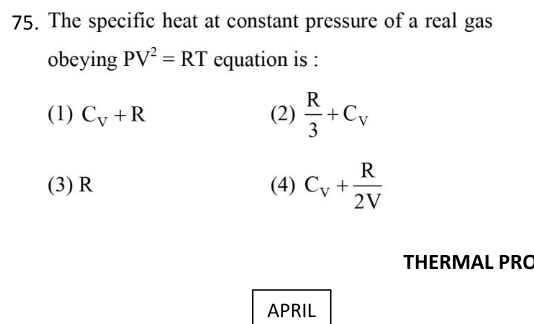 75. The specific heat at constant pressure of a real gas
obeying PV² = RT equation is :
(1) C_V + R (2) R/3 + C_V
(3) R (4) C_V + R/2V
THERMAL PRO
APRIL